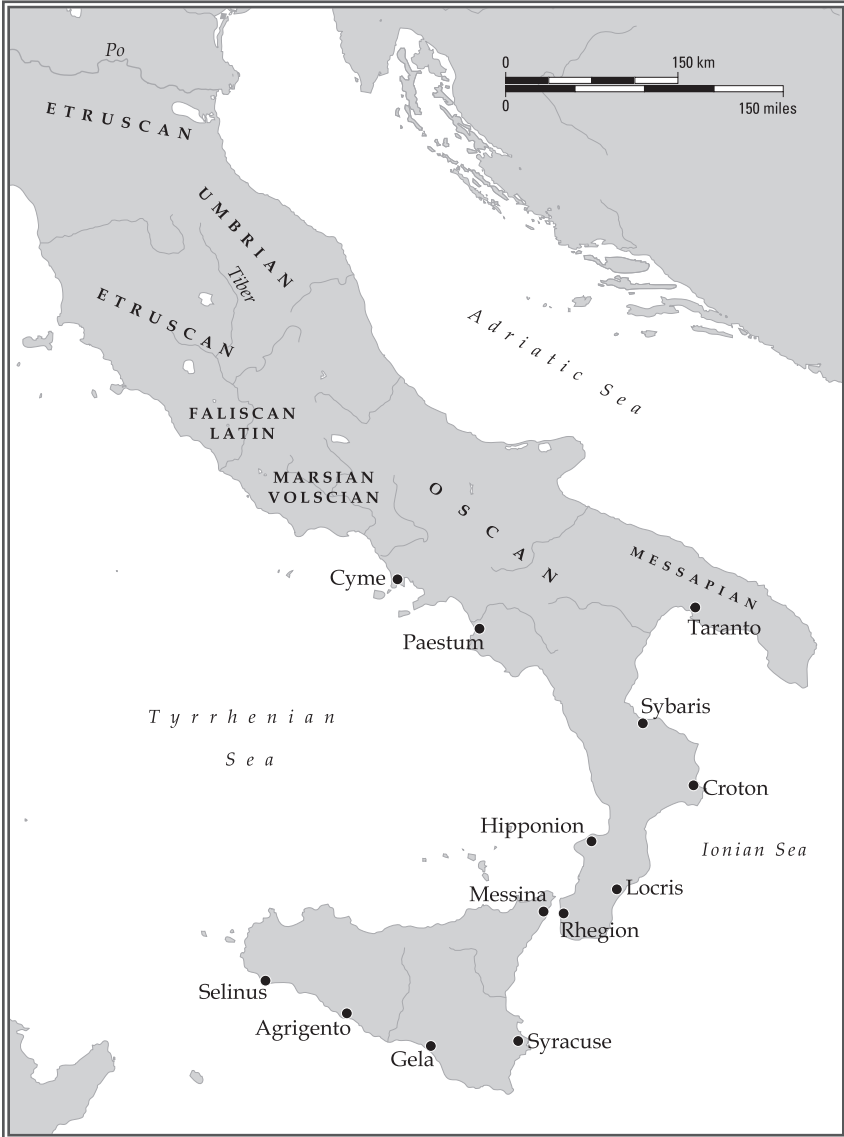 Po
0 150 km
0 150 miles
ETRUSCAN
UMBRIAN
Tiber
ETRUSCAN
Adriatic Sea
FALISCAN
LATIN
MARSIAN
VOLSCIAN
OSCAN
MESSAPIAN
Cyme
Taranto
Paestum
Sybaris
Tyrrhenian
Sea
Croton
Hipponion
Ionian Sea
Locris
Messina
Rhegion
Selinus
Agrigento
Syracuse
Gela